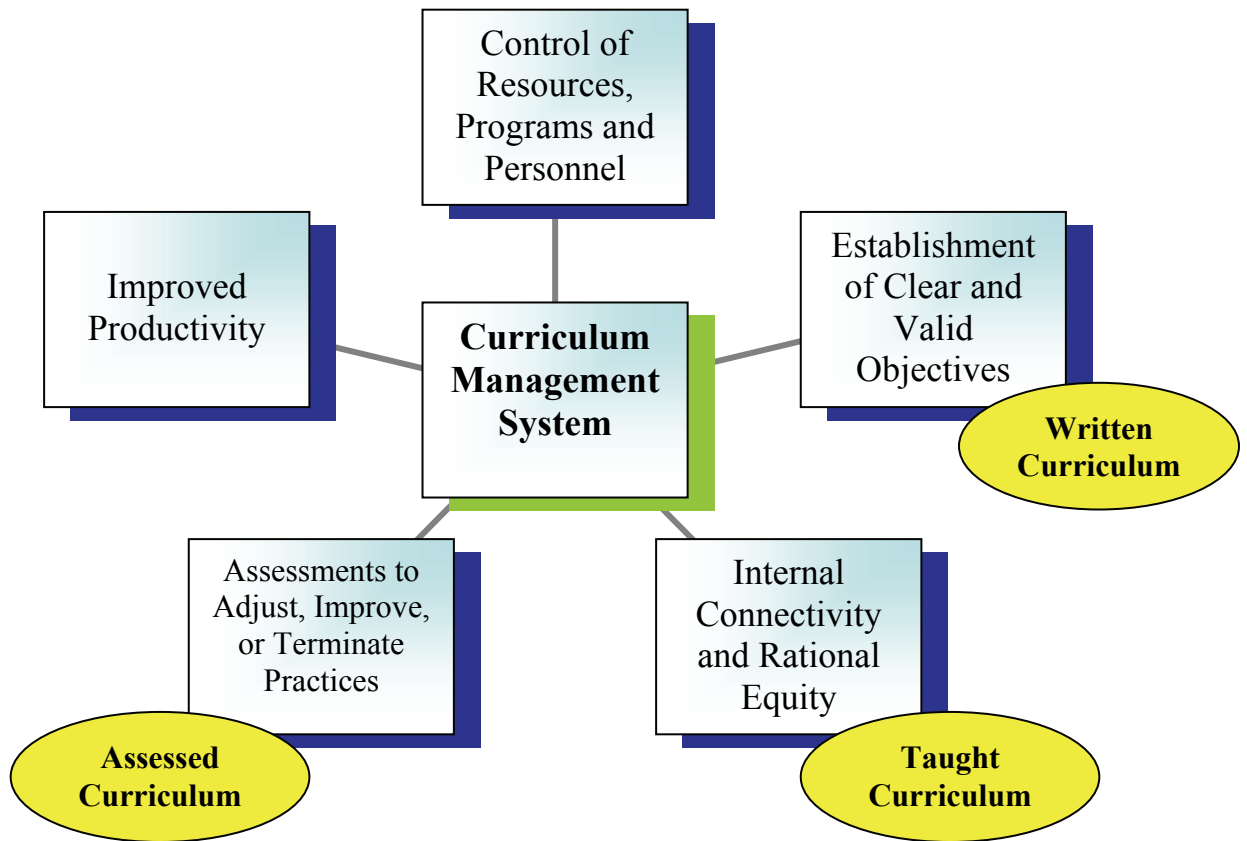 Control of
Resources,
Programs and
Personnel
Improved
Productivity
Curriculum
Management
System
Establishment
of Clear and
Valid
Objectives
Written
Curriculum
Assessments to
Adjust, Improve,
or Terminate
Practices
Assessed
Curriculum
Internal
Connectivity
and Rational
Equity
Taught
Curriculum